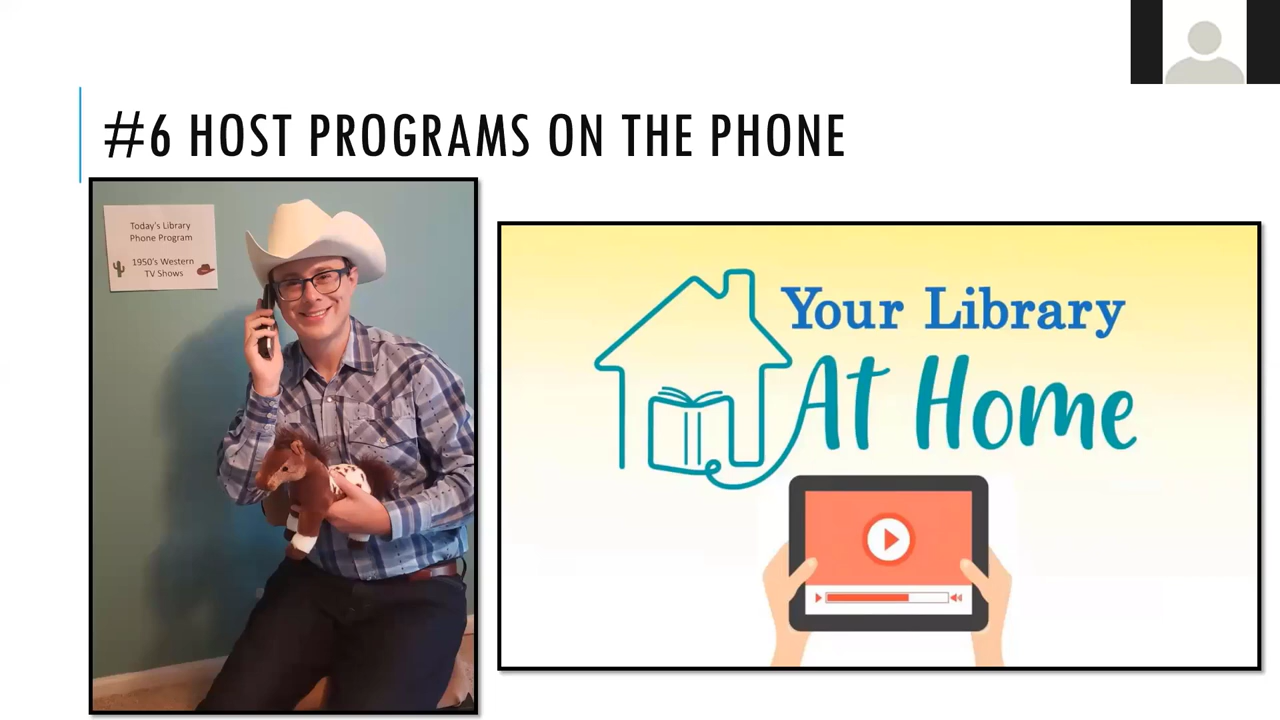 #6 HOST PROGRAMS ON THE PHONE
Today's Library
Phone Program
1950's Western
TV Shows
Your Library
At Home